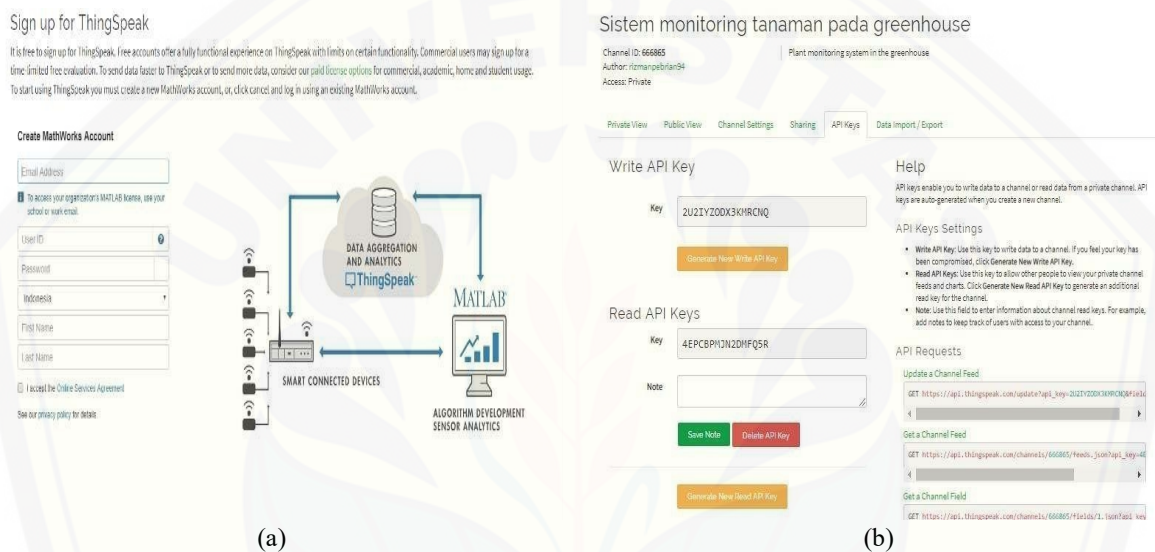 Sign up for ThingSpeak
It is free to sign up for ThingSpeak. Free accounts offer a fully functional experience on ThingSpeak with limits on certain functionality. Commercial users may sign up for a
time-limited free evaluation. To send data faster to ThingSpeak or to send more data, consider our paid license options for commercial, academic, home and student usage.
To start using ThingSpeak you must create a new MathWorks account, or, click cancel and log in using an existing MathWorks account.
Create MathWorks Account
Email Address
To access your organization's MATLAB license, use your
school or work email.
User ID
Password
Indonesia
First Name
Last Name
I accept the Online Services Agreement
See our privacy policy for details
DATA AGGREGATION
AND ANALYTICS
ThingSpeak
MATLAB
SMART CONNECTED DEVICES
ALGORITHM DEVELOPMENT
SENSOR ANALYTICS
(a)
Sistem monitoring tanaman pada greenhouse
Channel ID: 666865
Author: rizmanpebrian94
Access: Private
Plant monitoring system in the greenhouse
Private View Public View Channel Settings Sharing API Keys Data Import / Export
Write API Key
Key 2U2IYZODX3KMRCNQ
Generate New Write API Key
Read API Keys
Key 4EPCBPMJN2DMFQ5R
Note
Save Note Delete API Key
Generate New Read API Key
Help
API keys enable you to write data to a channel or read data from a private channel. API
keys are auto-generated when you create a new channel.
API Keys Settings
• Write API Key: Use this key to write data to a channel. If you feel your key has
been compromised, click Generate New Write API Key.
• Read API Keys: Use this key to allow other people to view your private channel
feeds and charts. Click Generate New Read API Key to generate an additional
read key for the channel.
• Note: Use this field to enter information about channel read keys. For example,
add notes to keep track of users with access to your channel.
API Requests
Update a Channel Feed
GET https://api.thingspeak.com/update?api_key=2U2IYZODX3KMRCNQ&field
Get a Channel Feed
GET https://api.thingspeak.com/channels/666865/feeds.json?api_key=4E
Get a Channel Field
GET https://api.thingspeak.com/channels/666865/fields/1.json?api_key
(b)
UNIVERSITAS